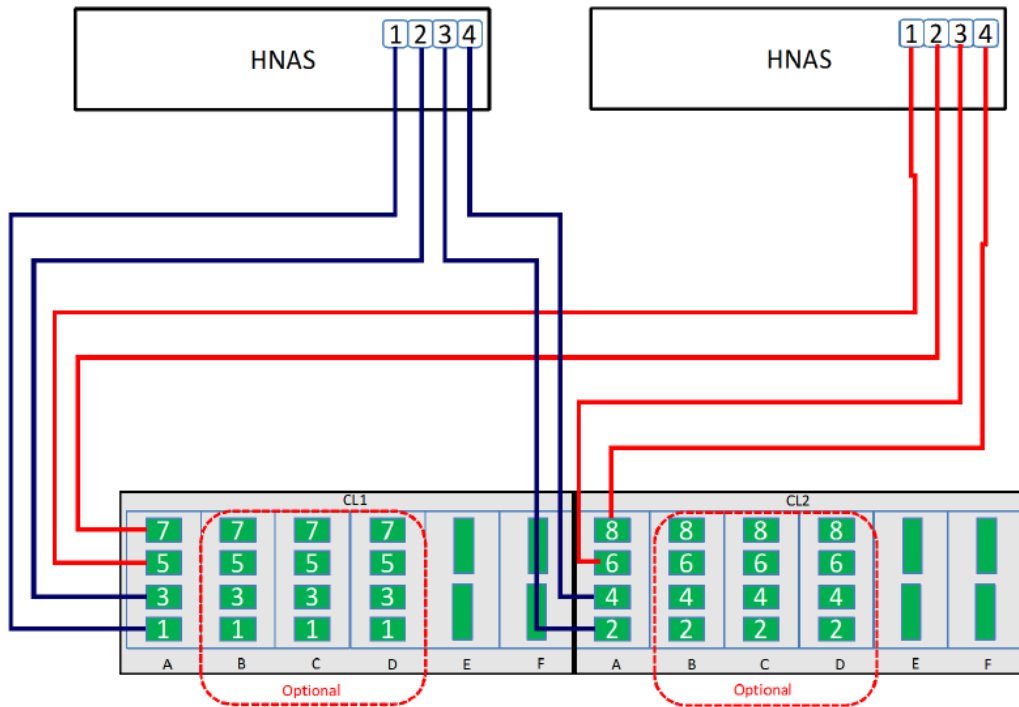 1 2 3 4
HNAS
1 2 3 4
HNAS
CL1
CL2
7 7 7 7 8 8 8 8
5 5 5 5 6 6 6 6
3 3 3 3 4 4 4 4
1 1 1 1 2 2 2 2
A B C D E F A B C D E F
Optional
Optional